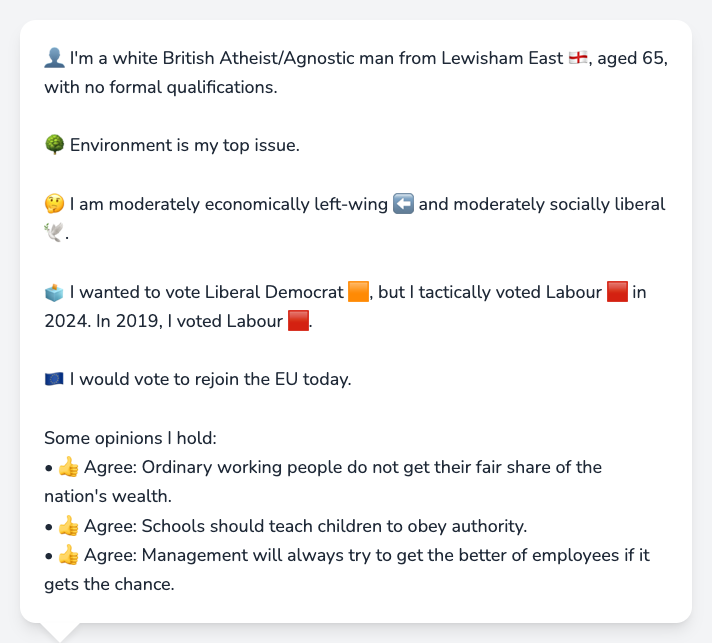 👤 I'm a white British Atheist/Agnostic man from Lewisham East 🏴󠁧󠁢󠁥󠁮󠁧󠁿, aged 65,
with no formal qualifications.
🌳 Environment is my top issue.
🤔 I am moderately economically left-wing ⬅️ and moderately socially liberal
🕊️.
🗳️ I wanted to vote Liberal Democrat 🟧, but I tactically voted Labour 🟥 in
2024. In 2019, I voted Labour 🟥.
🇪🇺 I would vote to rejoin the EU today.
Some opinions I hold:
• 👍 Agree: Ordinary working people do not get their fair share of the
nation's wealth.
• 👍 Agree: Schools should teach children to obey authority.
• 👍 Agree: Management will always try to get the better of employees if it
gets the chance.